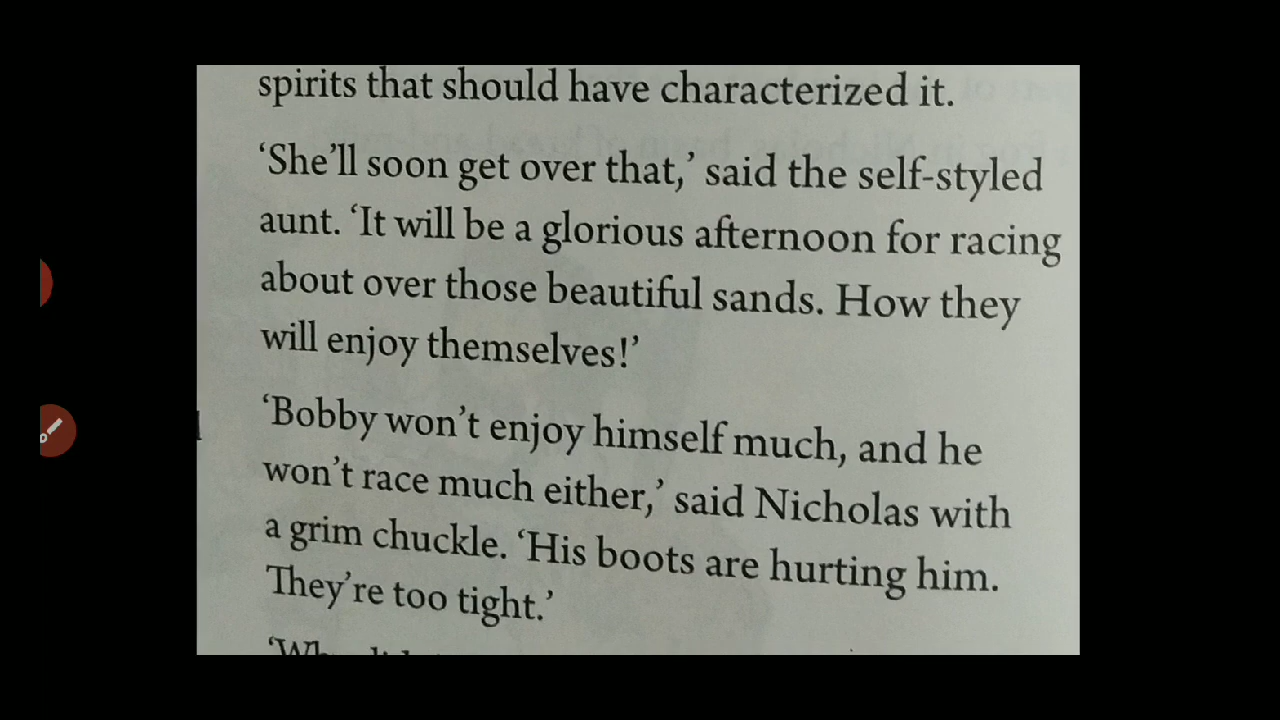 spirits that should have characterized it.
‘She’ll soon get over that,’ said the self-styled
aunt. ‘It will be a glorious afternoon for racing
about over those beautiful sands. How they
will enjoy themselves!’
‘Bobby won’t enjoy himself much, and he
won’t race much either,’ said Nicholas with
a grim chuckle. ‘His boots are hurting him.
They’re too tight.’